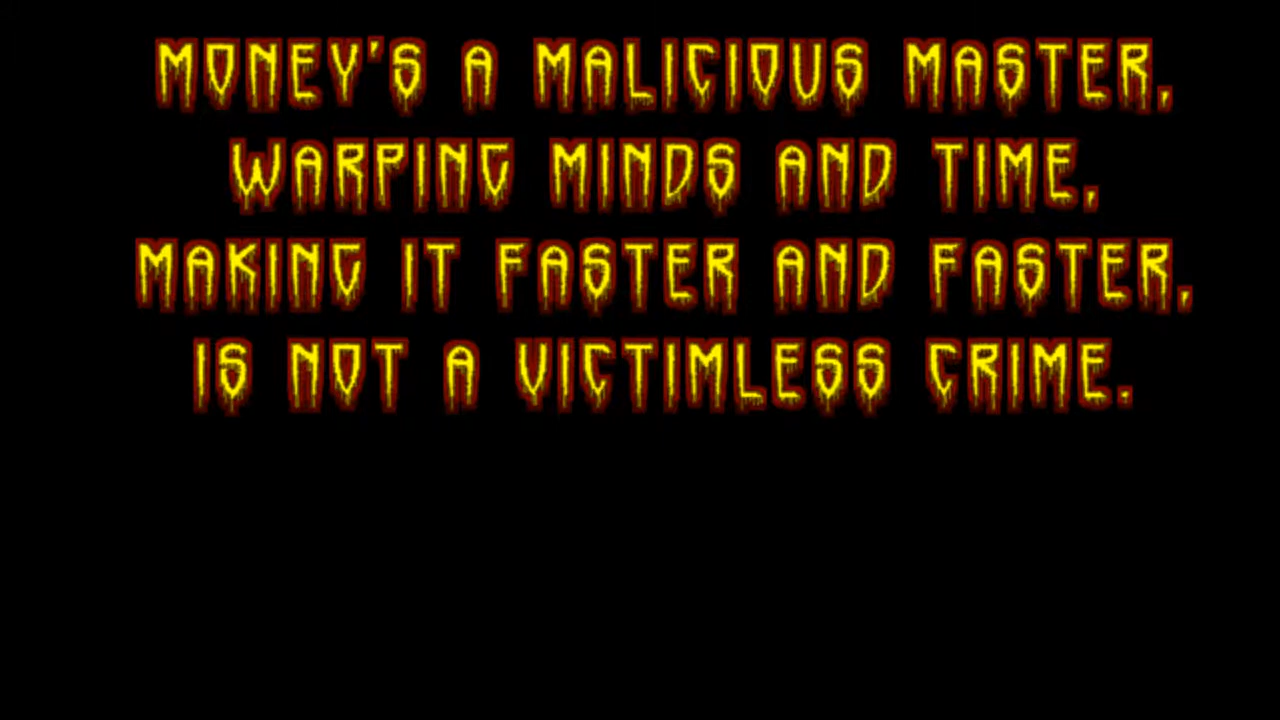 MONEY'S A MALICIOUS MASTER,
WARPING MINDS AND TIME,
MAKING IT FASTER AND FASTER,
IS NOT A VICTIMLESS CRIME.